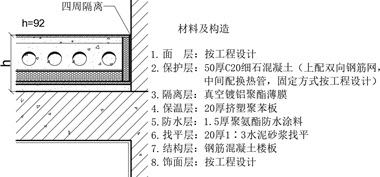 四周隔离
h=92
h
材料及构造
1. 面　层：按工程设计
2. 保护层：50厚C20细石混凝土（上配双向钢筋网，
中间配换热管，固定方式按工程设计）
3. 隔离层：真空镀铝聚酯薄膜
4. 保温层：20厚挤塑聚苯板
5. 防水层：1.5厚聚氨酯防水涂料
6. 找平层：20厚1：3水泥砂浆找平
7. 结构层：钢筋混凝土楼板
8. 饰面层：按工程设计